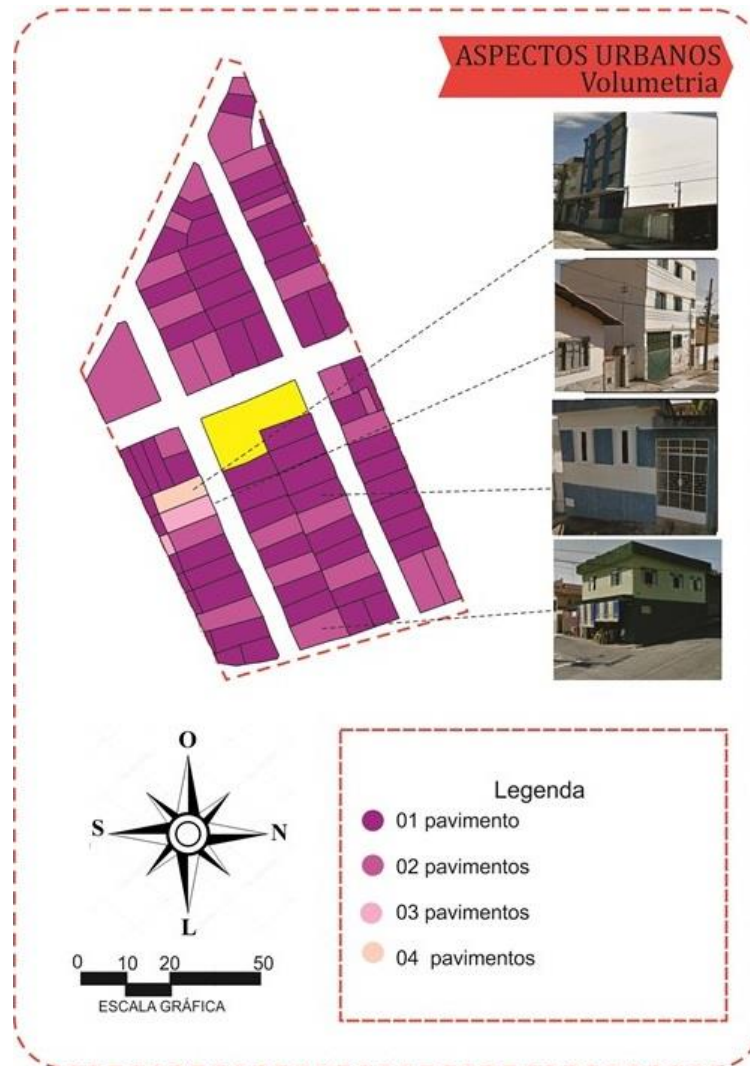 ASPECTOS URBANOS
Volumetria
O
S
N
L
0 10 20 50
ESCALA GRÁFICA
Legenda
01 pavimento
02 pavimentos
03 pavimentos
04 pavimentos